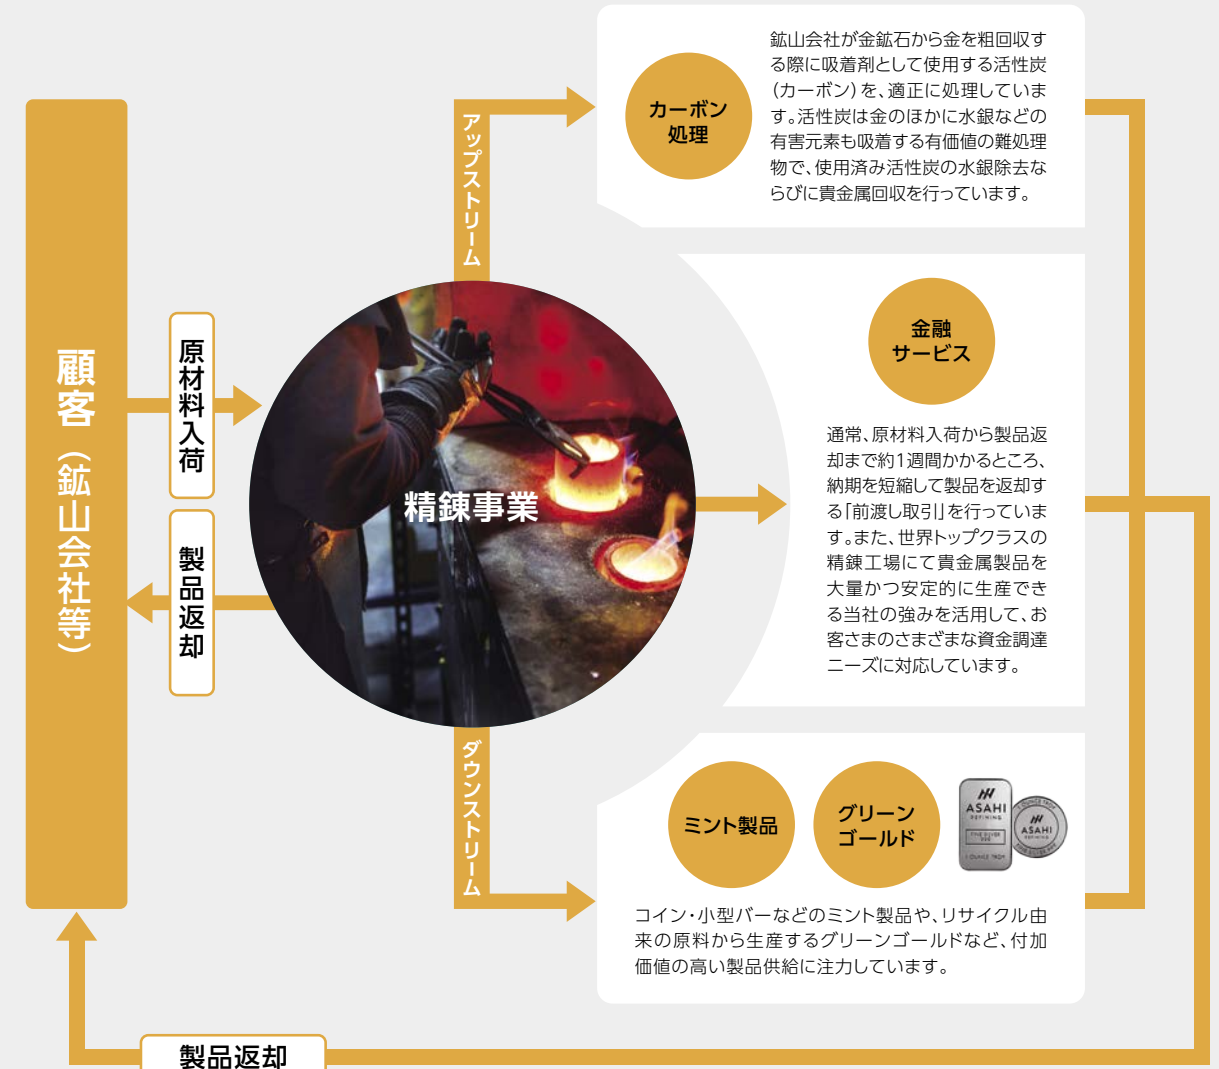 顧客（鉱山会社等）
原材料入荷
製品返却
アップストリーム
精錬事業
ダウンストリーム
カーボン
処理
鉱山会社が金鉱石から金を粗回収す
る際に吸着剤として使用する活性炭
（カーボン）を、適正に処理していま
す。活性炭は金のほかに水銀などの
有害元素も吸着する有価値の難処理
物で、使用済み活性炭の水銀除去な
らびに貴金属回収を行っています。
金融
サービス
通常、原材料入荷から製品返
却まで約1週間かかるところ、
納期を短縮して製品を返却す
る「前渡し取引」を行っていま
す。また、世界トップクラスの
精錬工場にて貴金属製品を
大量かつ安定的に生産でき
る当社の強みを活用して、お
客さまのさまざまな資金調達
ニーズに対応しています。
ミント製品
グリーン
ゴールド
ASAHI
REFINING
FINE SILVER
999
1 OUNCE TROY
1 OUNCE TROY
ASAHI
REFINING
FINE SILVER 999
コイン・小型バーなどのミント製品や、リサイクル由
来の原料から生産するグリーンゴールドなど、付加
価値の高い製品供給に注力しています。
製品返却